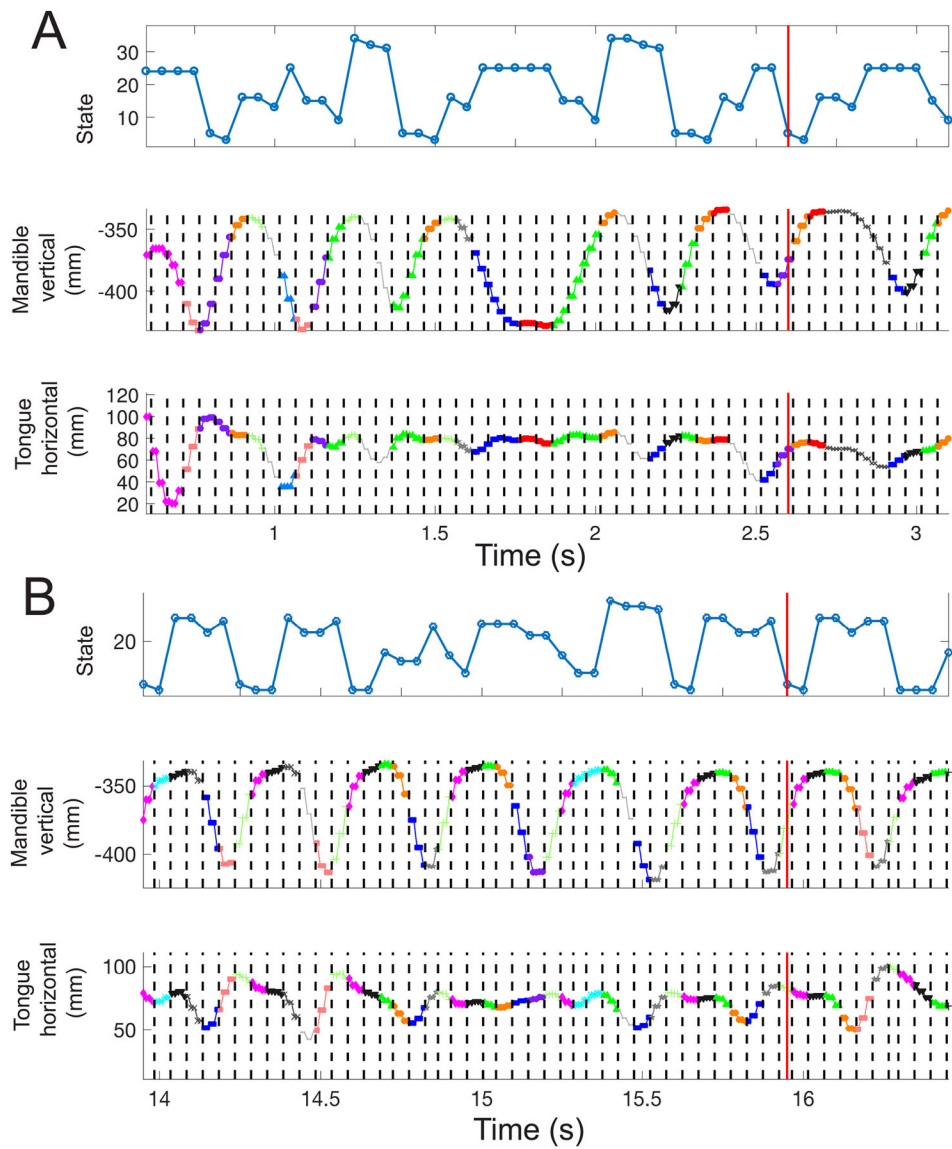 A
State
30
20
10
Mandible
vertical
(mm)
-350
-400
Tongue
horizontal
(mm)
120
100
80
60
40
20
1
1.5
2
2.5
3
Time (s)
B
State
20
Mandible
vertical
(mm)
-350
-400
Tongue
horizontal
(mm)
100
50
14
14.5
15
15.5
16
Time (s)